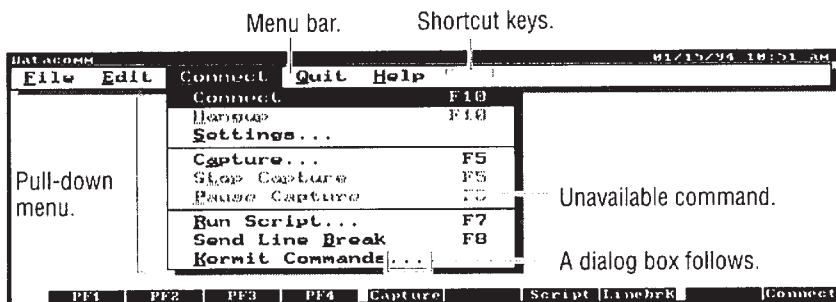 Menu bar. Shortcut keys.
Datacomm 01/15/94 10:51 AM
File Edit Connect Quit Help
Connect F10
Hangup F10
Settings...
Capture... F5
Stop Capture F5
Pause Capture F6
Run Script... F7
Send Line Break F8
Kermit Commands...
Pull-down
menu.
Unavailable command.
A dialog box follows.
PF1 PF2 PF3 PF4 Capture Script LinebrK Connect